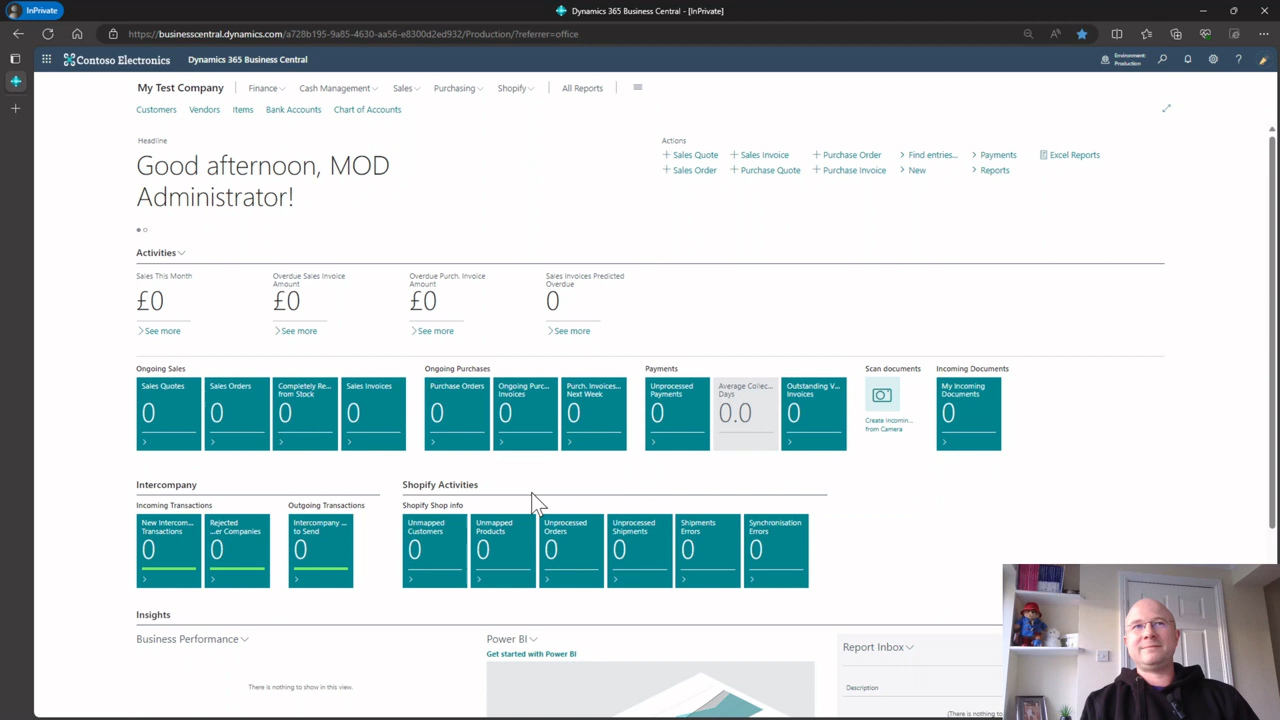 InPrivate
Dynamics 365 Business Central - [InPrivate]
https://businesscentral.dynamics.com/a728b195-9a85-4630-aa56-e8300d2ed932/Production/?referrer=office
Contoso Electronics
Dynamics 365 Business Central
Environment:
Production
My Test Company
Finance
Cash Management
Sales
Purchasing
Shopify
All Reports
Customers
Vendors
Items
Bank Accounts
Chart of Accounts
Headline
Good afternoon, MOD
Administrator!
Actions
Sales Quote
Sales Invoice
Purchase Order
Find entries...
Payments
Excel Reports
Sales Order
Purchase Quote
Purchase Invoice
New
Reports
Activities
Sales This Month
£0
See more
Overdue Sales Invoice
Amount
£0
See more
Overdue Purch. Invoice
Amount
£0
See more
Sales Invoices Predicted
Overdue
0
See more
Ongoing Sales
Sales Quotes
0
Sales Orders
0
Completely Re...
from Stock
0
Sales Invoices
0
Ongoing Purchases
Purchase Orders
0
Ongoing Purc...
Invoices
0
Purch. Invoices...
Next Week
0
Payments
Unprocessed
Payments
0
Average Collec...
Days
0.0
Outstanding V...
Invoices
0
Scan documents
Create Incomin...
from Camera
Incoming Documents
My Incoming
Documents
0
Intercompany
Incoming Transactions
New Intercom...
Transactions
0
Rejected
...er Companies
0
Outgoing Transactions
Intercompany ...
to Send
0
Shopify Activities
Shopify Shop info
Unmapped
Customers
0
Unmapped
Products
0
Unprocessed
Orders
0
Unprocessed
Shipments
0
Shipments
Errors
0
Synchronisation
Errors
0
Insights
Business Performance
There is nothing to show in this view.
Power BI
Get started with Power BI
Report Inbox
Description
(There is nothing to